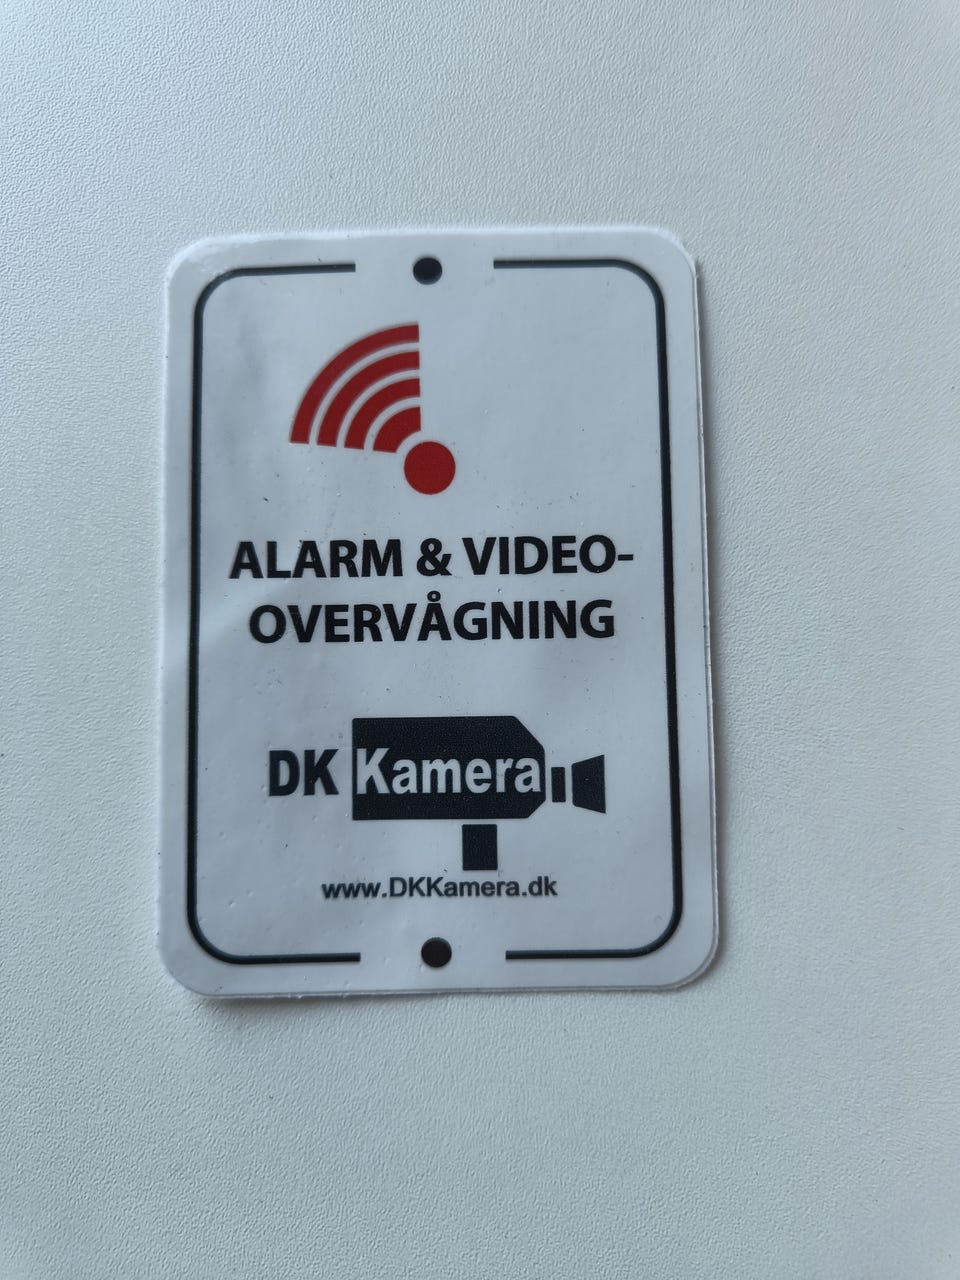 ALARM & VIDEO-
OVERVÅGNING
DK Kamera
www.DKKamera.dk